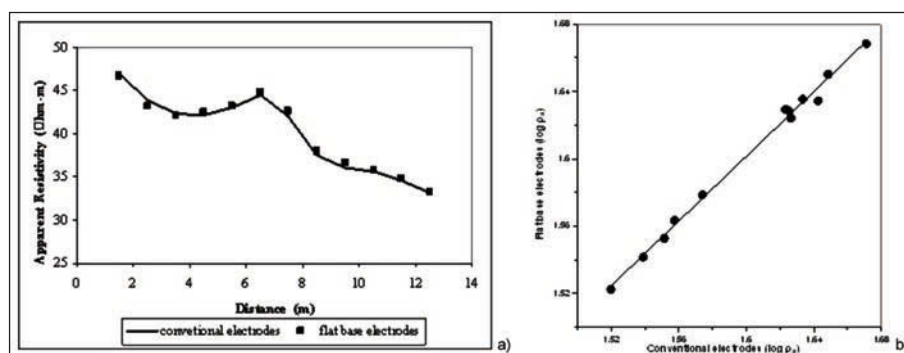 50
45
40
35
30
25
Apparent Resistivity (Ohm-m)
0 2 4 6 8 10 12 14
Distance (m)
convetional electrodes flat base electrodes
a)
1.68
1.64
1.6
1.56
1.52
Flat base electrodes (log ρa)
1.52 1.56 1.6 1.64 1.68
Conventional electrodes (log ρa)
b